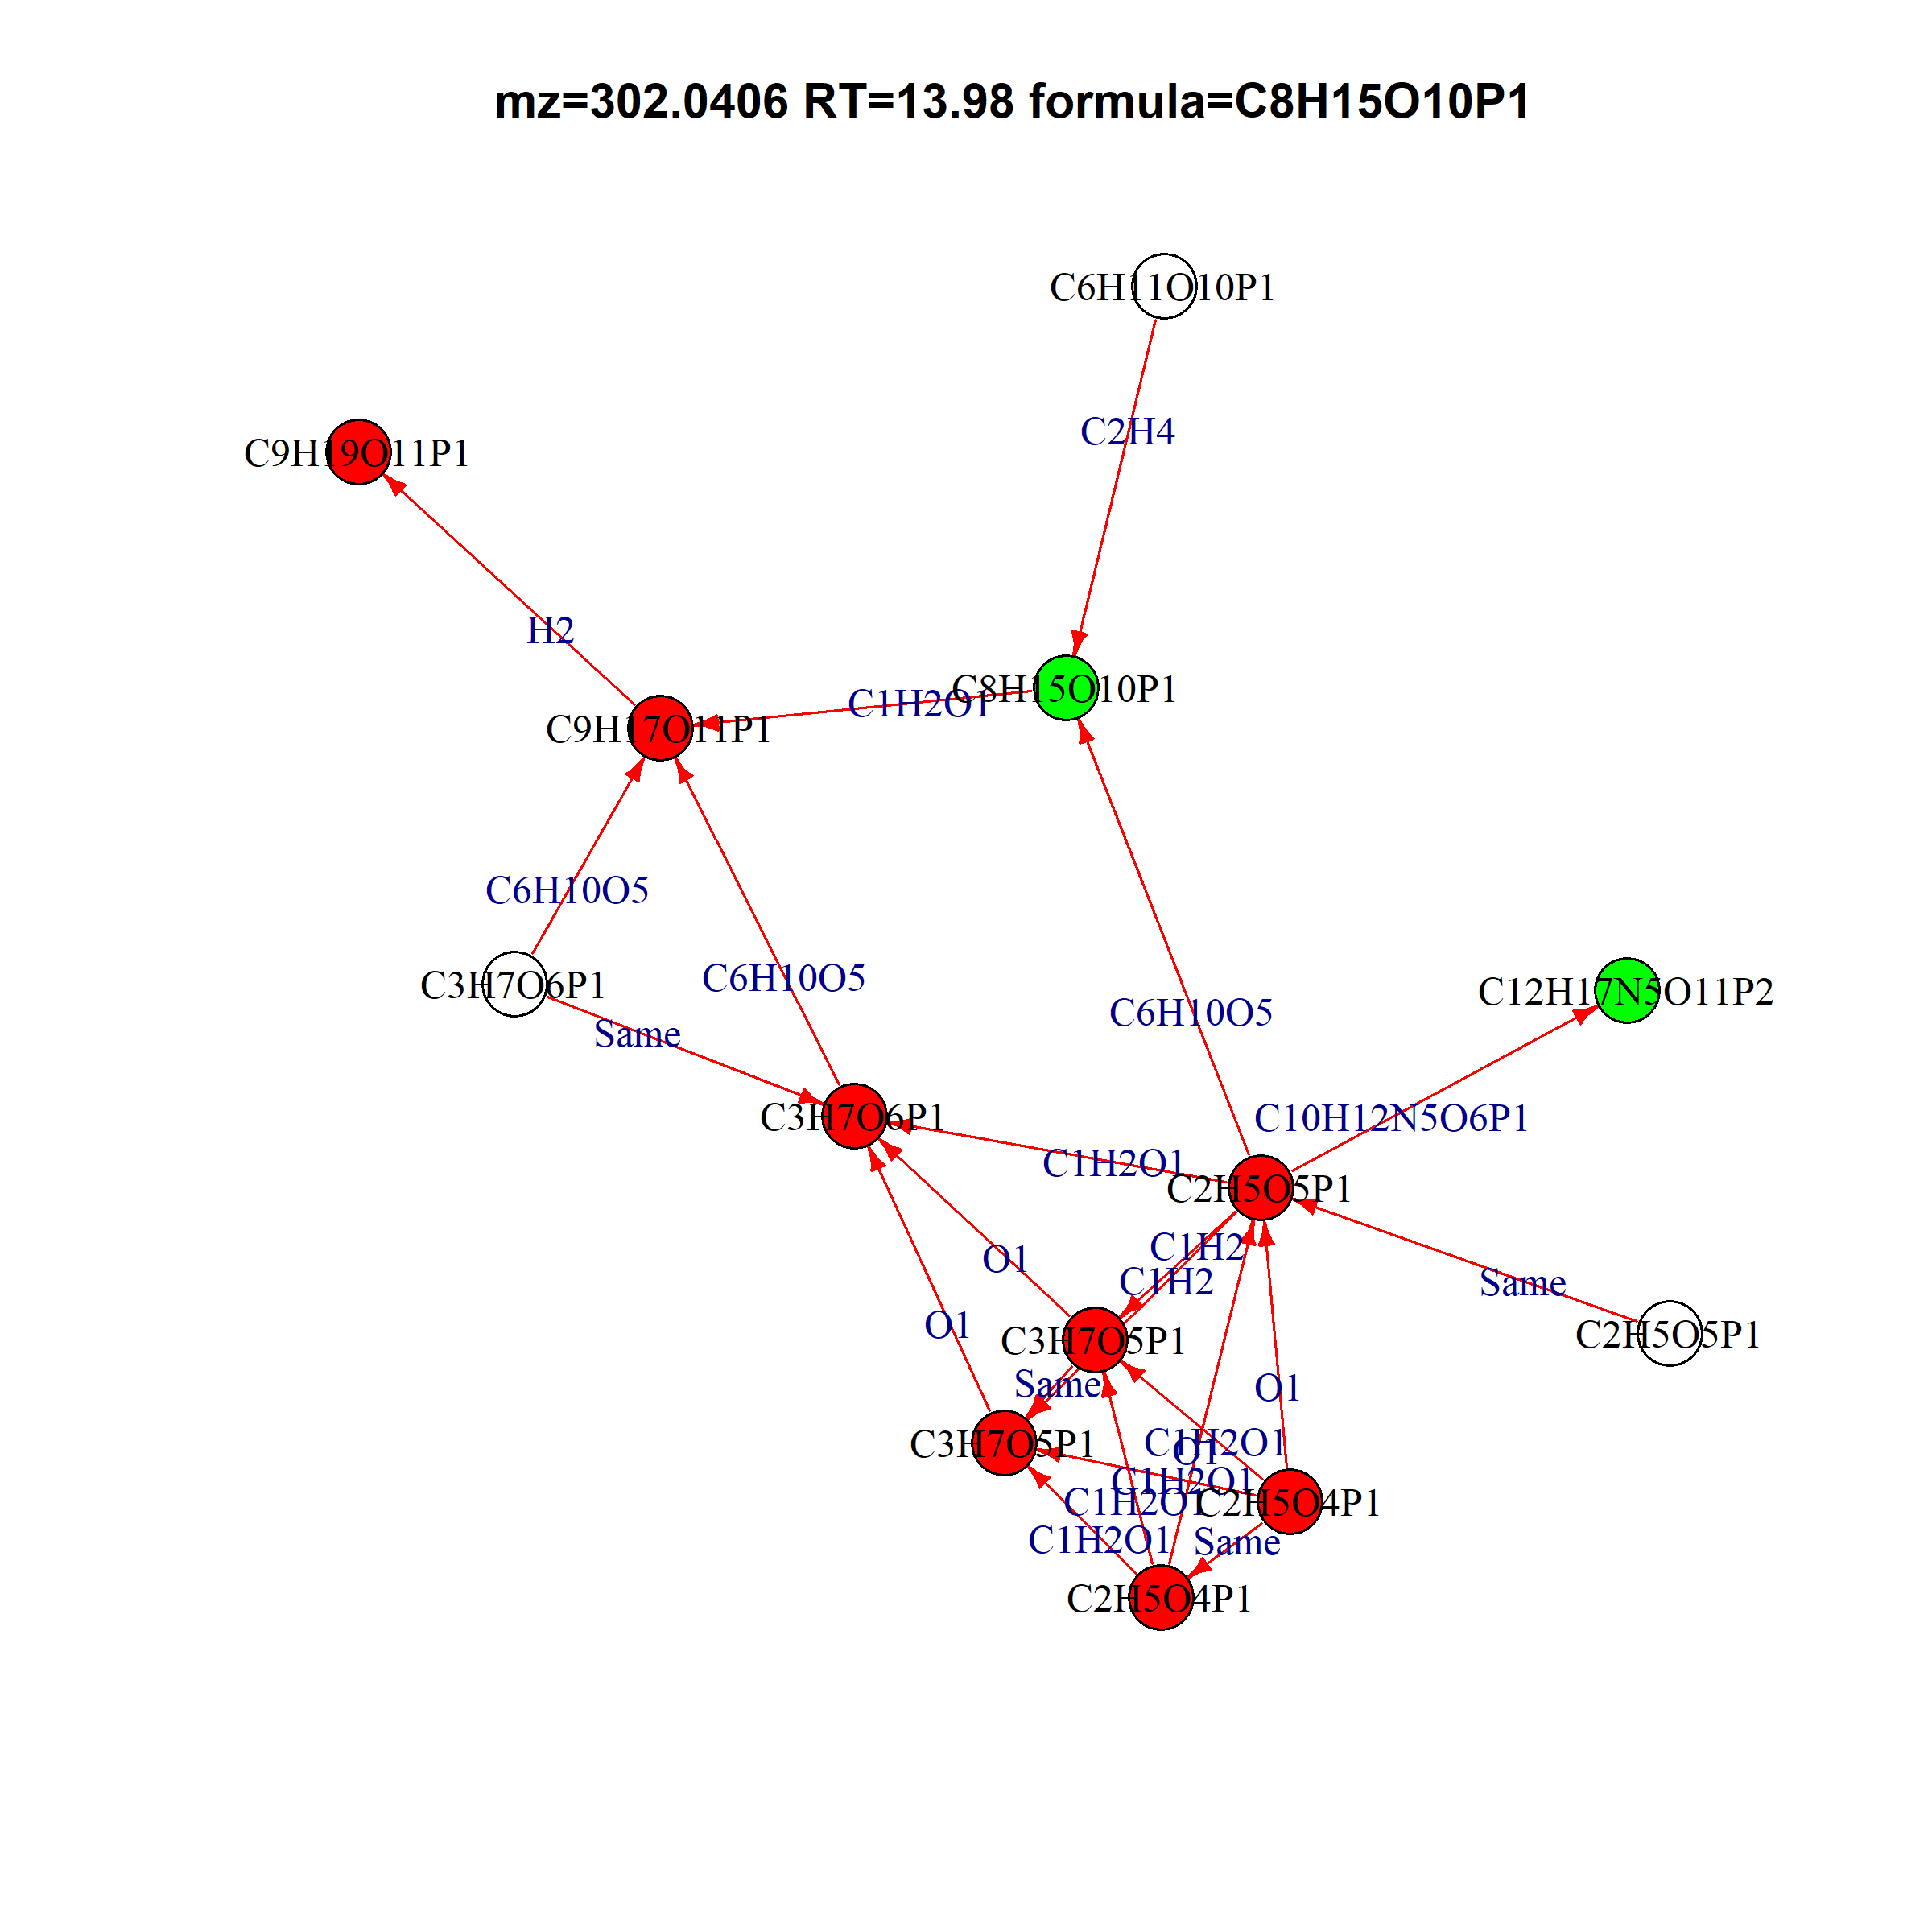 mz=302.0406 RT=13.98 formula=C8H15O10P1
C6H11O10P1
C2H4
C9H19O11P1
H2
C8H15O10P1
C1H2O1
C9H17O11P1
C6H10O5
C3H7O6P1
C6H10O5
C12H17N5O11P2
C6H10O5
Same
C3H7O6P1
C10H12N5O6P1
C1H2O1
C2H5O5P1
C1H2
O1
C1H2
Same
O1
C2H5O5P1
C3H7O5P1
Same
O1
C3H7O5P1
C1H2O1
O1
C1H2O1
C1H2O1
C2H5O4P1
C1H2O1
Same
C2H5O4P1